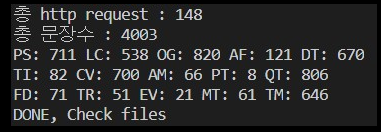 총 http request : 148
총 문장수 : 4003
PS: 711 LC: 538 OG: 820 AF: 121 DT: 670
TI: 82 CV: 700 AM: 66 PT: 8 QT: 806
FD: 71 TR: 51 EV: 21 MT: 61 TM: 646
DONE, Check files